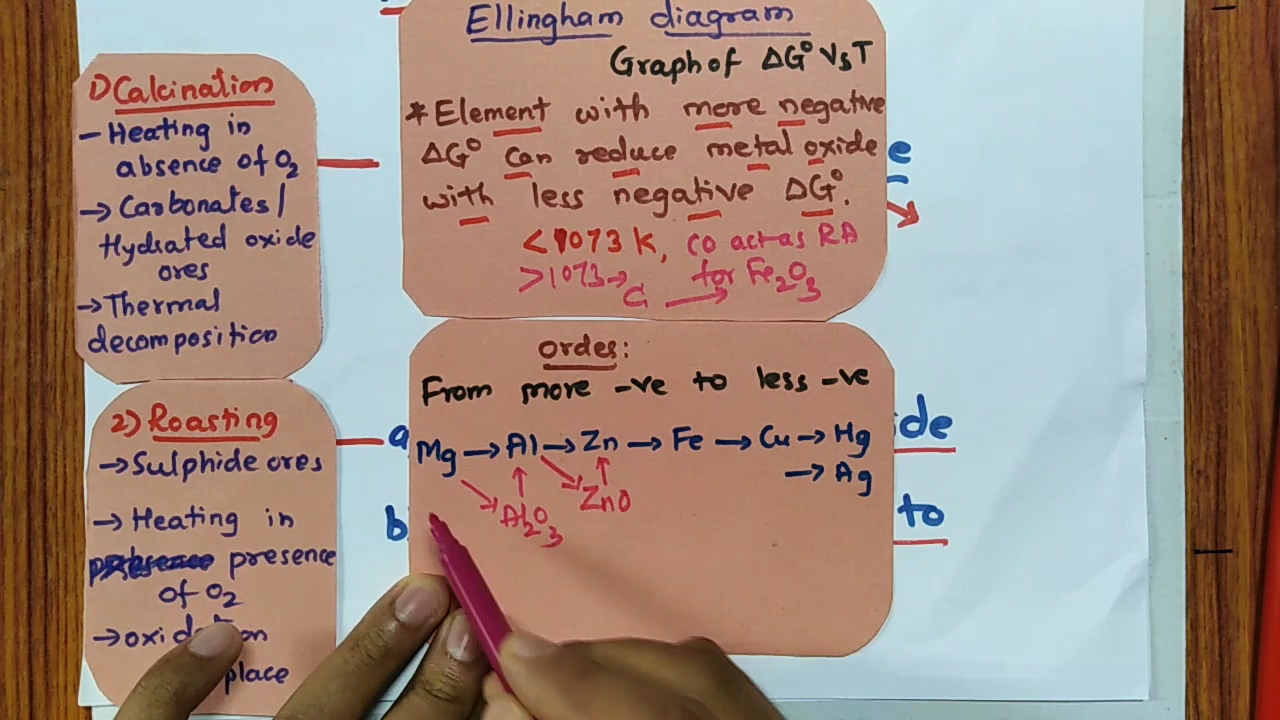 1) Calcination
- Heating in
absence of O2
→ Carbonates/
Hydrated oxide
ores
→ Thermal
decomposition
2) Roasting
→ Sulphide ores
→ Heating in
presence
of O2
→ oxidation
place
Ellingham diagram
Graph of ΔG° Vs T
* Element with more negative
ΔG° can reduce metal oxide
with less negative ΔG°.
<1073 K, CO act as RA
>1073 → C → for Fe2O3
Order:
From more -ve to less -ve
Mg → Al → Zn → Fe → Cu → Hg
→ Ag
Al2O3
ZnO
e
a
ide
b
to